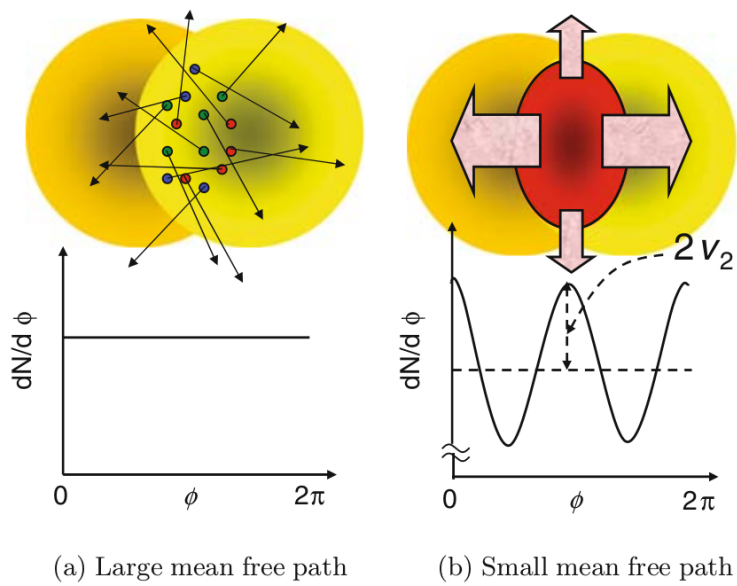 2v₂
dN/d ϕ
dN/d ϕ
0 ϕ 2π
0 ϕ 2π
(a) Large mean free path
(b) Small mean free path